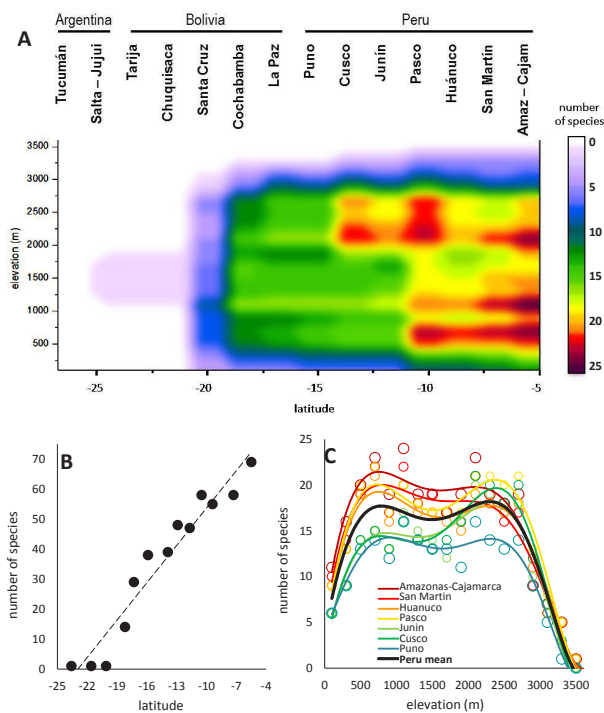 Argentina Bolivia Peru
A
Tucumán
Salta – Jujui
Tarija
Chuquisaca
Santa Cruz
Cochabamba
La Paz
Puno
Cusco
Junín
Pasco
Huánuco
San Martín
Amaz – Cajam
number
of species
0
5
10
15
20
25
3500
3000
2500
2000
1500
1000
500
elevation (m)
-25 -20 -15 -10 -5
latitude
B
70
60
50
40
30
20
10
0
number of species
-25 -22 -19 -16 -13 -10 -7 -4
latitude
C
25
20
15
10
5
0
number of species
Amazonas-Cajamarca
San Martin
Huanuco
Pasco
Junin
Cusco
Puno
Peru mean
0 500 1000 1500 2000 2500 3000 3500
elevation (m)